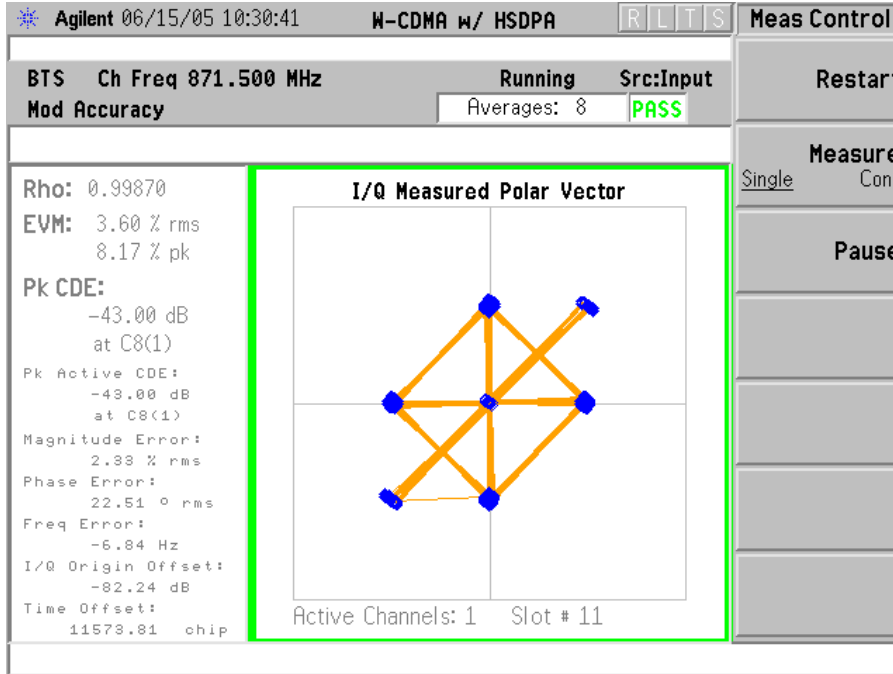 Agilent 06/15/05 10:30:41 W-CDMA w/ HSDPA R L T S Meas Control
BTS Ch Freq 871.500 MHz Running Src:Input
Mod Accuracy Averages: 8 PASS
Restart
Measure
Single Con
Pause
Rho: 0.99870
EVM: 3.60 % rms
8.17 % pk
Pk CDE:
-43.00 dB
at C8(1)
Pk Active CDE:
-43.00 dB
at C8(1)
Magnitude Error:
2.33 % rms
Phase Error:
22.51 º rms
Freq Error:
-6.84 Hz
I/Q Origin Offset:
-82.24 dB
Time Offset:
11573.81 chip
I/Q Measured Polar Vector
Active Channels: 1 Slot # 11